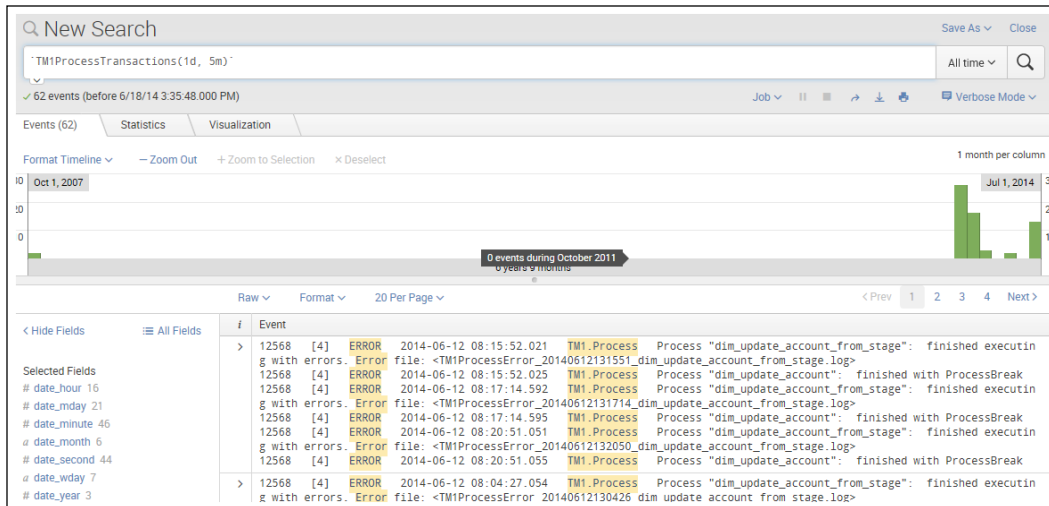 New Search
Save As
Close
`TM1ProcessTransactions(1d, 5m)`
All time
62 events (before 6/18/14 3:35:48.000 PM)
Job
Verbose Mode
Events (62)
Statistics
Visualization
Format Timeline
— Zoom Out
+ Zoom to Selection
× Deselect
1 month per column
Oct 1, 2007
Jul 1, 2014
20
0 events during October 2011
6 years 9 months
Raw
Format
20 Per Page
< Prev 1 2 3 4 Next >
< Hide Fields
All Fields
i Event
Selected Fields
# date_hour 16
# date_mday 21
# date_minute 46
a date_month 6
# date_second 44
a date_wday 7
# date_year 3
> 12568 [4] ERROR 2014-06-12 08:15:52.021 TM1.Process Process "dim_update_account_from_stage": finished executin
g with errors. Error file: <TM1ProcessError_20140612131551_dim_update_account_from_stage.log>
12568 [4] ERROR 2014-06-12 08:15:52.025 TM1.Process Process "dim_update_account": finished with ProcessBreak
12568 [4] ERROR 2014-06-12 08:17:14.592 TM1.Process Process "dim_update_account_from_stage": finished executin
g with errors. Error file: <TM1ProcessError_20140612131714_dim_update_account_from_stage.log>
12568 [4] ERROR 2014-06-12 08:17:14.595 TM1.Process Process "dim_update_account": finished with ProcessBreak
12568 [4] ERROR 2014-06-12 08:20:51.051 TM1.Process Process "dim_update_account_from_stage": finished executin
g with errors. Error file: <TM1ProcessError_20140612132050_dim_update_account_from_stage.log>
12568 [4] ERROR 2014-06-12 08:20:51.055 TM1.Process Process "dim_update_account": finished with ProcessBreak
> 12568 [4] ERROR 2014-06-12 08:04:27.054 TM1.Process Process "dim_update_account_from_stage": finished executin
g with errors. Error file: <TM1ProcessError_20140612130426_dim_update_account_from_stage.log>